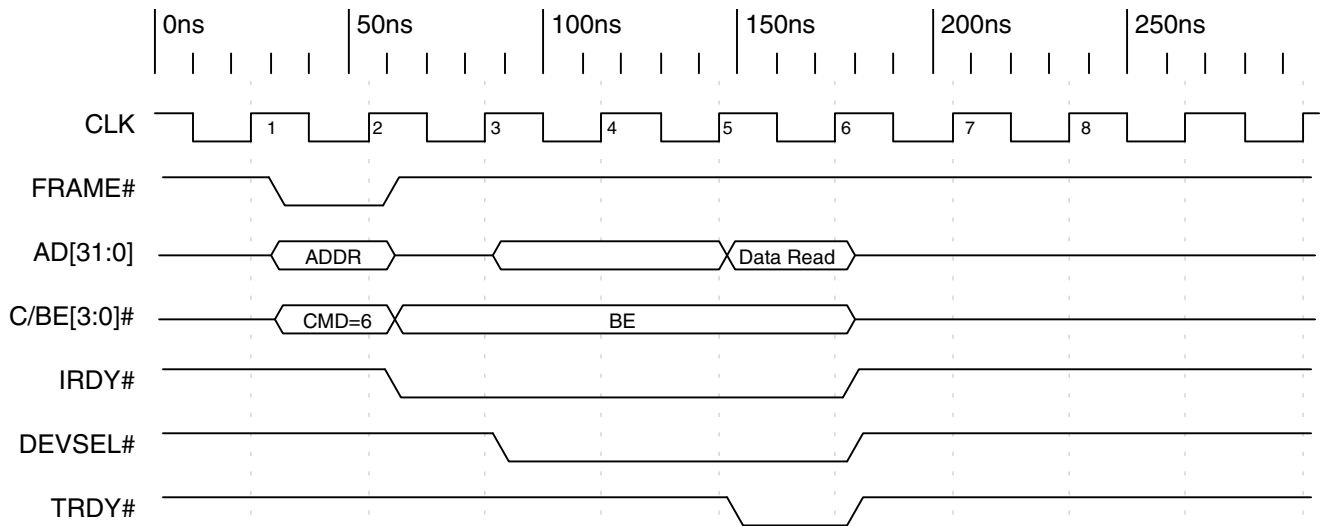 0ns 50ns 100ns 150ns 200ns 250ns
CLK 1 2 3 4 5 6 7 8
FRAME#
AD[31:0] ADDR Data Read
C/BE[3:0]# CMD=6 BE
IRDY#
DEVSEL#
TRDY#